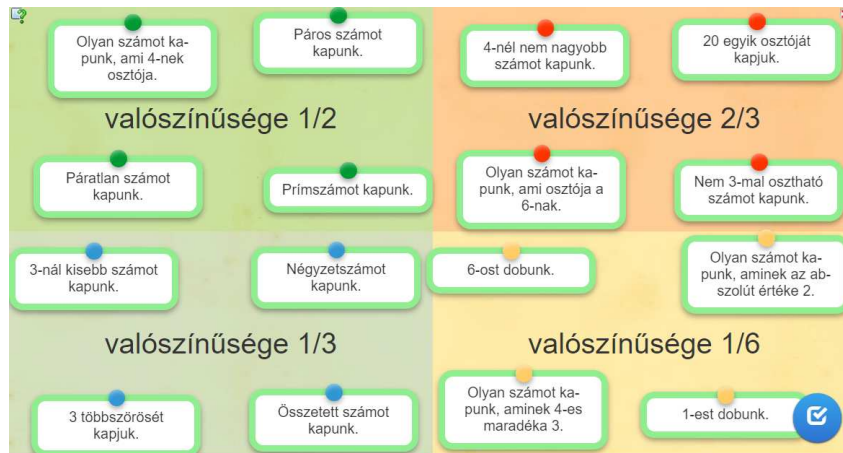 Olyan számot ka-
punk, ami 4-nek
osztója.
Páros számot
kapunk.
valószínűsége 1/2
Páratlan számot
kapunk.
Prímszámot kapunk.
4-nél nem nagyobb
számot kapunk.
20 egyik osztóját
kapjuk.
valószínűsége 2/3
Olyan számot ka-
punk, ami osztója a
6-nak.
Nem 3-mal osztható
számot kapunk.
3-nál kisebb számot
kapunk.
Négyzetszámot
kapunk.
valószínűsége 1/3
3 többszörösét
kapjuk.
Összetett számot
kapunk.
6-ost dobunk.
Olyan számot ka-
punk, aminek az ab-
szolút értéke 2.
valószínűsége 1/6
Olyan számot ka-
punk, aminek 4-es
maradéka 3.
1-est dobunk.